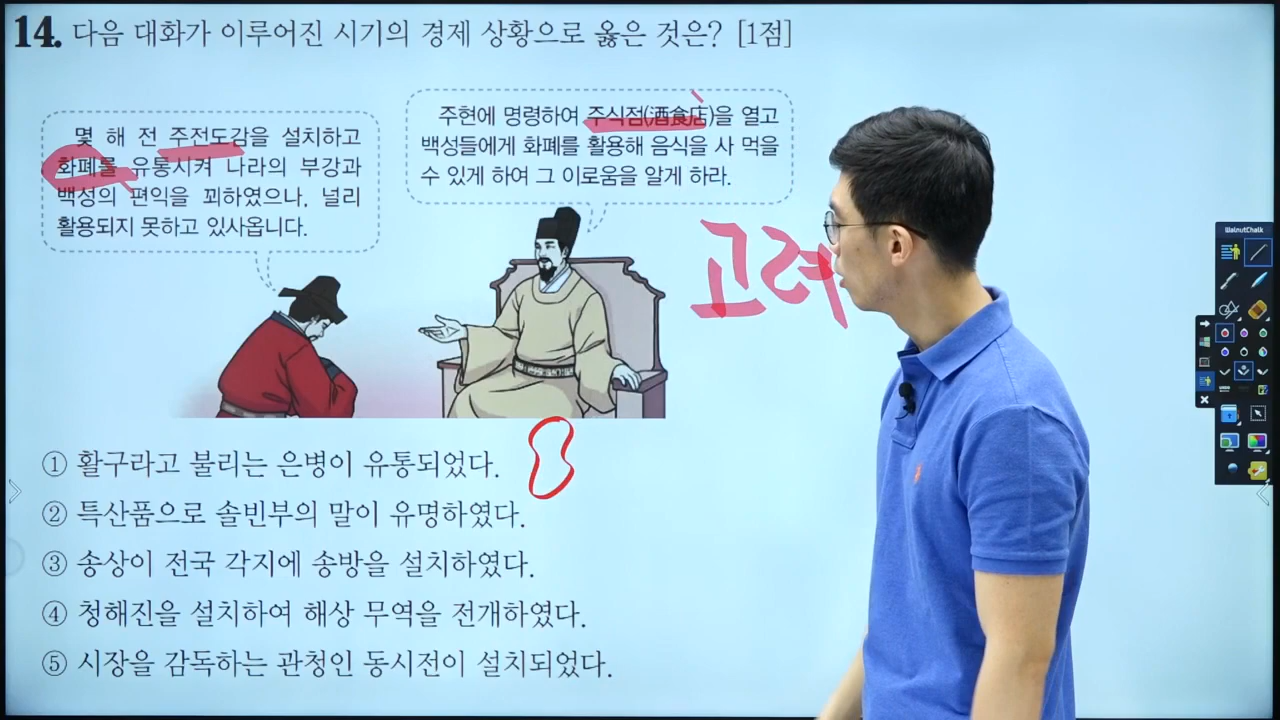 14. 다음 대화가 이루어진 시기의 경제 상황으로 옳은 것은? [1점]
몇 해 전 주전도감을 설치하고
화폐를 유통시켜 나라의 부강과
백성의 편익을 꾀하였으나, 널리
활용되지 못하고 있사옵니다.
주현에 명령하여 주식점(酒食店)을 열고
백성들에게 화폐를 활용해 음식을 사 먹을
수 있게 하여 그 이로움을 알게 하라.
고려
① 활구라고 불리는 은병이 유통되었다.
② 특산품으로 솔빈부의 말이 유명하였다.
③ 송상이 전국 각지에 송방을 설치하였다.
④ 청해진을 설치하여 해상 무역을 전개하였다.
⑤ 시장을 감독하는 관청인 동시전이 설치되었다.
WalnutChalk